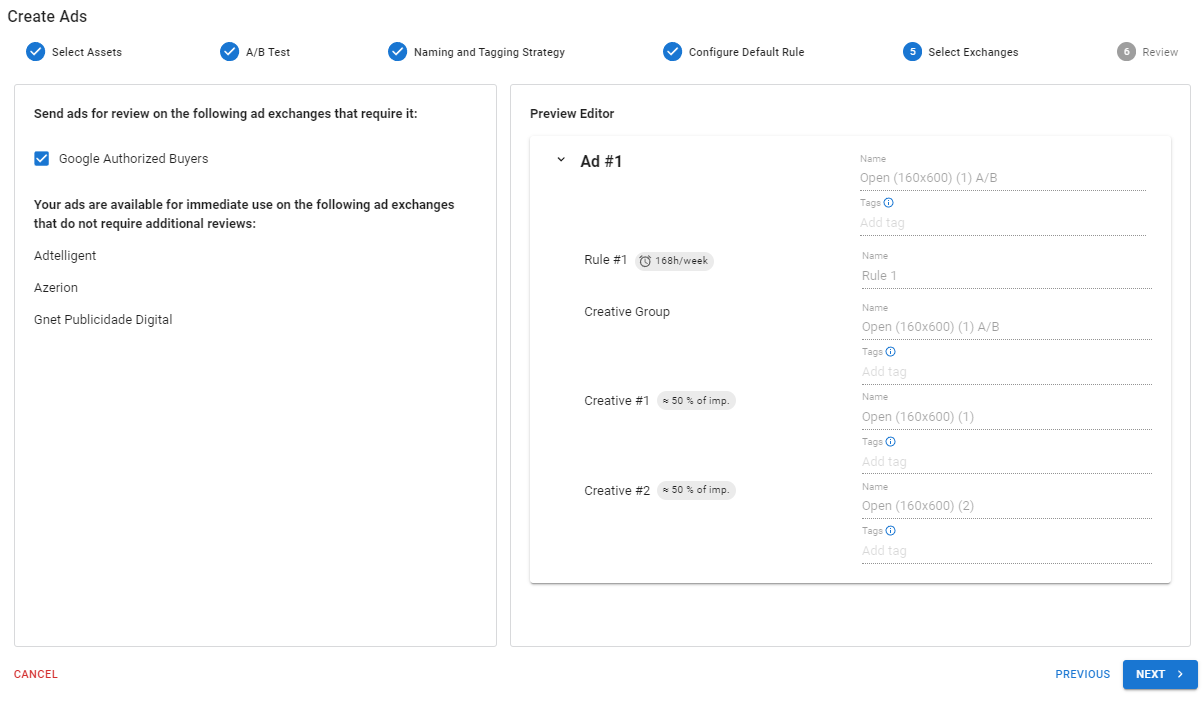 Create Ads
Select Assets
A/B Test
Naming and Tagging Strategy
Configure Default Rule
5 Select Exchanges
6 Review
Send ads for review on the following ad exchanges that require it:
Google Authorized Buyers
Your ads are available for immediate use on the following ad exchanges
that do not require additional reviews:
Adtelligent
Azerion
Gnet Publicidade Digital
Preview Editor
Ad #1
Name
Open (160x600) (1) A/B
Tags
Add tag
Rule #1 168h/week
Name
Rule 1
Creative Group
Name
Open (160x600) (1) A/B
Tags
Add tag
Creative #1 ≈ 50 % of imp.
Name
Open (160x600) (1)
Tags
Add tag
Creative #2 ≈ 50 % of imp.
Name
Open (160x600) (2)
Tags
Add tag
CANCEL
PREVIOUS
NEXT